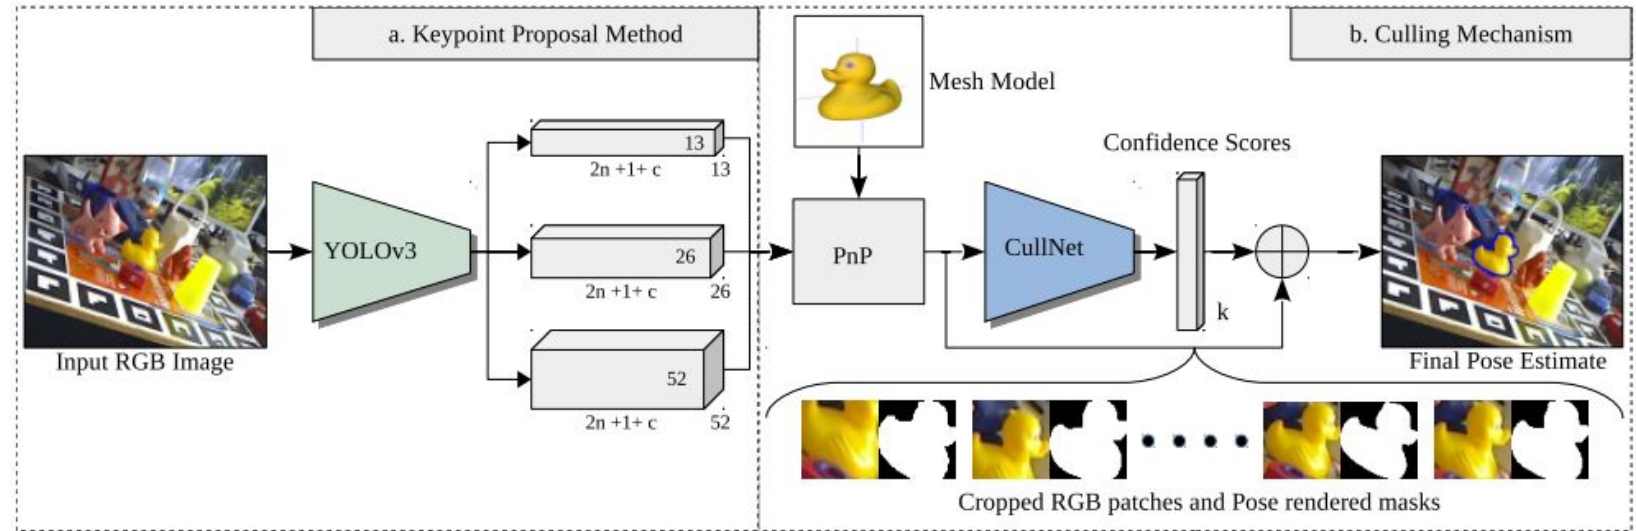 a. Keypoint Proposal Method
b. Culling Mechanism
Mesh Model
Confidence Scores
13
2n +1+ c 13
YOLOv3
26
2n +1+ c 26
PnP
CullNet
k
Input RGB Image
52
2n +1+ c 52
Final Pose Estimate
Cropped RGB patches and Pose rendered masks